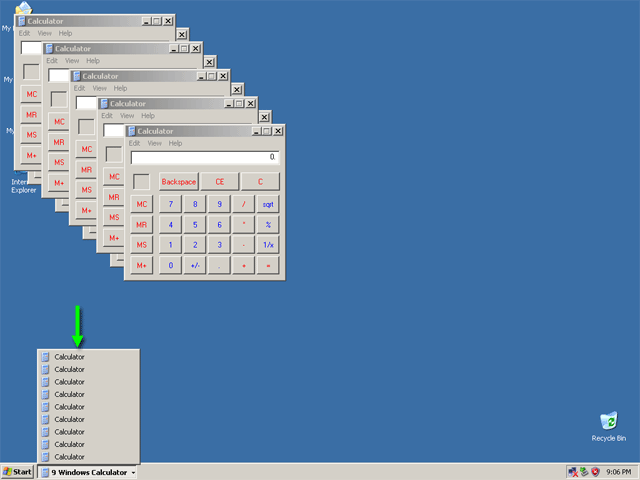 My
Calculator
Edit View Help
Calculator
Edit View Help
Calculator
Edit View Help
Calculator
Edit View Help
Calculator
Edit View Help
0.
Backspace CE C
MC 7 8 9 / sqrt
MR 4 5 6 * %
MS 1 2 3 - 1/x
M+ 0 +/- . + =
MC
MR
MS
M+
MC
MR
MS
M+
MC
MR
MS
M+
MC
MR
MS
M+
My
My
Explorer
Calculator
Calculator
Calculator
Calculator
Calculator
Calculator
Calculator
Calculator
Calculator
Recycle Bin
Start
9 Windows Calculator
9:06 PM